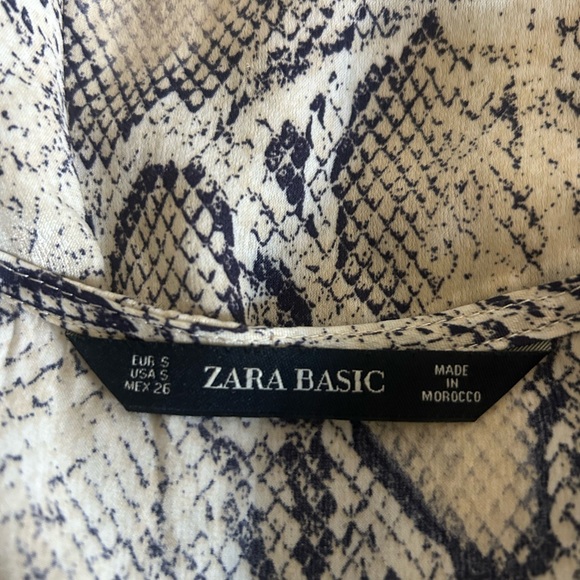 EUR S
USA S
MEX 26
ZARA BASIC
MADE
IN
MOROCCO